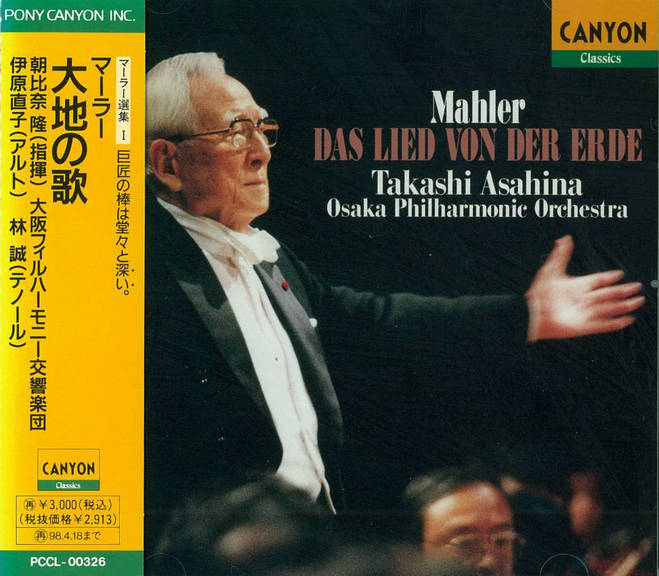 PONY CANYON INC.
マーラー選集 I 巨匠の棒は堂々と深い。
マーラー
大地の歌
朝比奈 隆(指揮) 大阪フィルハーモニー交響楽団
伊原直子(アルト) 林 誠(テノール)
CANYON
Classics
再 ¥3,000(税込)
(税抜価格¥2,913)
再 98.4.18まで
PCCL-00326
CANYON
Classics
Mahler
DAS LIED VON DER ERDE
Takashi Asahina
Osaka Philharmonic Orchestra